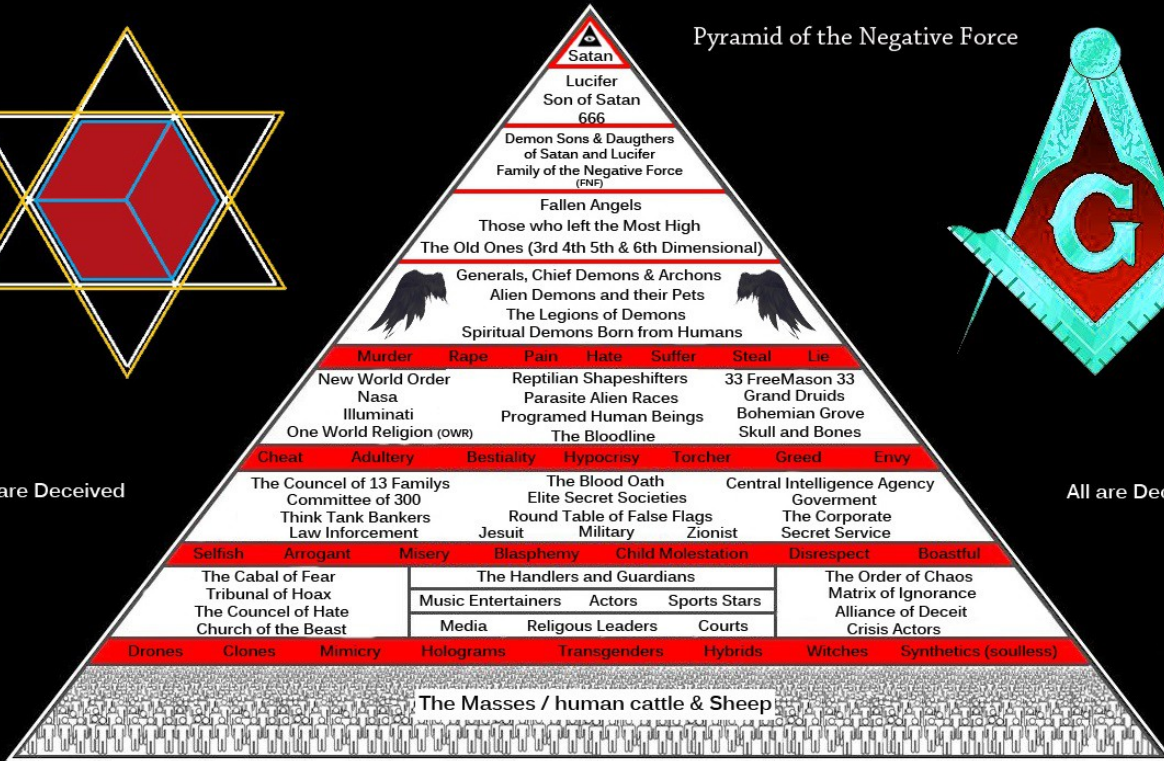 Pyramid of the Negative Force
Satan
Lucifer
Son of Satan
666
Demon Sons & Daugthers
of Satan and Lucifer
Family of the Negative Force
(FNF)
Fallen Angels
Those who left the Most High
The Old Ones (3rd 4th 5th & 6th Dimensional)
G
Generals, Chief Demons & Archons
Alien Demons and their Pets
The Legions of Demons
Spiritual Demons Born from Humans
Murder Rape Pain Hate Suffer Steal Lie
New World Order
Nasa
Illuminati
One World Religion (OWR)
Reptilian Shapeshifters
Parasite Alien Races
Programed Human Beings
The Bloodline
33 FreeMason 33
Grand Druids
Bohemian Grove
Skull and Bones
Cheat Adultery Bestiality Hypocrisy Torcher Greed Envy
are Deceived
All are Dec
The Councel of 13 Familys
Committee of 300
Think Tank Bankers
Law Inforcement
The Blood Oath
Elite Secret Societies
Round Table of False Flags
Jesuit Military Zionist
Central Intelligence Agency
Goverment
The Corporate
Secret Service
Selfish Arrogant Misery Blasphemy Child Molestation Disrespect Boastful
The Cabal of Fear
Tribunal of Hoax
The Councel of Hate
Church of the Beast
The Handlers and Guardians
Music Entertainers Actors Sports Stars
Media Religous Leaders Courts
The Order of Chaos
Matrix of Ignorance
Alliance of Deceit
Crisis Actors
Drones Clones Mimicry Holograms Transgenders Hybrids Witches Synthetics (soulless)
The Masses / human cattle & Sheep